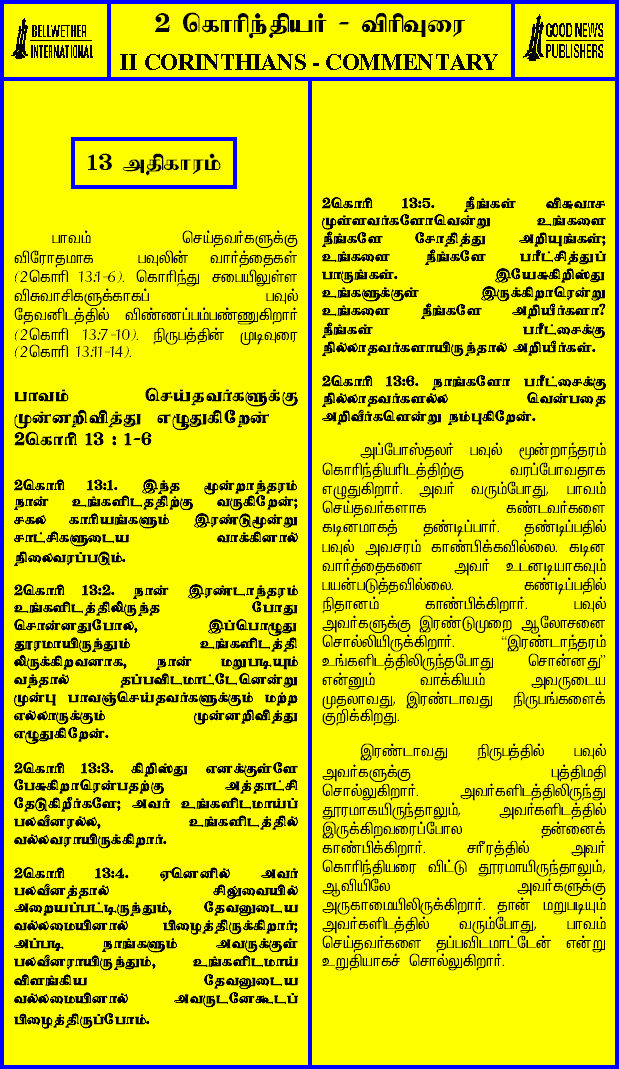 BELLWETHER
INTERNATIONAL
2 கொரிந்தியர் - விரிவுரை
II CORINTHIANS - COMMENTARY
GOOD NEWS
PUBLISHERS
13 அதிகாரம்
பாவம் செய்தவர்களுக்கு
விரோதமாக பவுலின் வார்த்தைகள்
(2கொரி 13:1-6). கொரிந்து சபையிலுள்ள
விசுவாசிகளுக்காகப் பவுல்
தேவனிடத்தில் விண்ணப்பம்பண்ணுகிறார்
(2கொரி 13:7-10). நிருபத்தின் முடிவுரை
(2கொரி 13:11-14).
பாவம் செய்தவர்களுக்கு
முன்னறிவித்து எழுதுகிறேன்
2கொரி 13 : 1-6
2கொரி 13:1. இந்த மூன்றாந்தரம்
நான் உங்களிடததிற்கு வருகிறேன்;
சகல காரியங்களும் இரண்டுமூன்று
சாட்சிகளுடைய வாக்கினால்
நிலைவரப்படும்.
2கொரி 13:2. நான் இரண்டாந்தரம்
உங்களிடத்திலிருந்த போது
சொன்னதுபோல, இப்பொழுது
தூரமாயிருந்தும் உங்களிடத்தி
லிருக்கிறவனாக, நான் மறுபடியும்
வந்தால் தப்பவிடமாட்டேனென்று
முன்பு பாவஞ்செய்தவர்களுக்கும் மற்ற
எல்லாருக்கும் முன்னறிவித்து
எழுதுகிறேன்.
2கொரி 13:3. கிறிஸ்து எனக்குள்ளே
பேசுகிறாரென்பதற்கு அத்தாட்சி
தேடுகிறீர்களே; அவர் உங்களிடமாய்ப்
பலவீனரல்ல, உங்களிடத்தில்
வல்லவராயிருக்கிறார்.
2கொரி 13:4. ஏனெனில் அவர்
பலவீனத்தால் சிலுவையில்
அறையப்பட்டிருந்தும், தேவனுடைய
வல்லமையினால் பிழைத்திருக்கிறார்;
அப்படி நாங்களும் அவருக்குள்
பலவீனராயிருந்தும், உங்களிடமாய்
விளங்கிய தேவனுடைய
வல்லமையினால் அவருடனேகூடப்
பிழைத்திருப்போம்.
2கொரி 13:5. நீங்கள் விசுவாச
முள்ளவர்களோவென்று உங்களை
நீங்களே சோதித்து அறியுங்கள்;
உங்களை நீங்களே பரீட்சித்துப்
பாருங்கள். இயேசுகிறிஸ்து
உங்களுக்குள் இருக்கிறாரென்று
உங்களை நீங்களே அறியீர்களா?
நீங்கள் பரீட்சைக்கு
நில்லாதவர்களாயிருந்தால் அறியீர்கள்.
2கொரி 13:6. நாங்களோ பரீட்சைக்கு
நில்லாதவர்களல்ல வென்பதை
அறிவீர்களென்று நம்புகிறேன்.
அப்போஸ்தலர் பவுல் மூன்றாந்தரம்
கொரிந்தியரிடத்திற்கு வரப்போவதாக
எழுதுகிறார். அவர் வரும்போது, பாவம்
செய்தவர்களாக கண்டவர்களை
கடினமாகத் தண்டிப்பார். தண்டிப்பதில்
பவுல் அவசரம் காண்பிக்கவில்லை. கடின
வார்த்தைகளை அவர் உடனடியாகவும்
பயன்படுத்தவில்லை. கண்டிப்பதில்
நிதானம் காண்பிக்கிறார். பவுல்
அவர்களுக்கு இரண்டுமுறை ஆலோசனை
சொல்லியிருக்கிறார். “இரண்டாந்தரம்
உங்களிடத்திலிருந்தபோது சொன்னது”
என்னும் வாக்கியம் அவருடைய
முதலாவது, இரண்டாவது நிருபங்களைக்
குறிக்கிறது.
இரண்டாவது நிருபத்தில் பவுல்
அவர்களுக்கு புத்திமதி
சொல்லுகிறார். அவர்களிடத்திலிருந்து
தூரமாகயிருந்தாலும், அவர்களிடத்தில்
இருக்கிறவரைப்போல தன்னைக்
காண்பிக்கிறார். சரீரத்தில் அவர்
கொரிந்தியரை விட்டு தூரமாயிருந்தாலும்,
ஆவியிலே அவர்களுக்கு
அருகாமையிலிருக்கிறார். தான் மறுபடியும்
அவர்களிடத்தில் வரும்போது, பாவம்
செய்தவர்களை தப்பவிடமாட்டேன் என்று
உறுதியாகச் சொல்லுகிறார்.